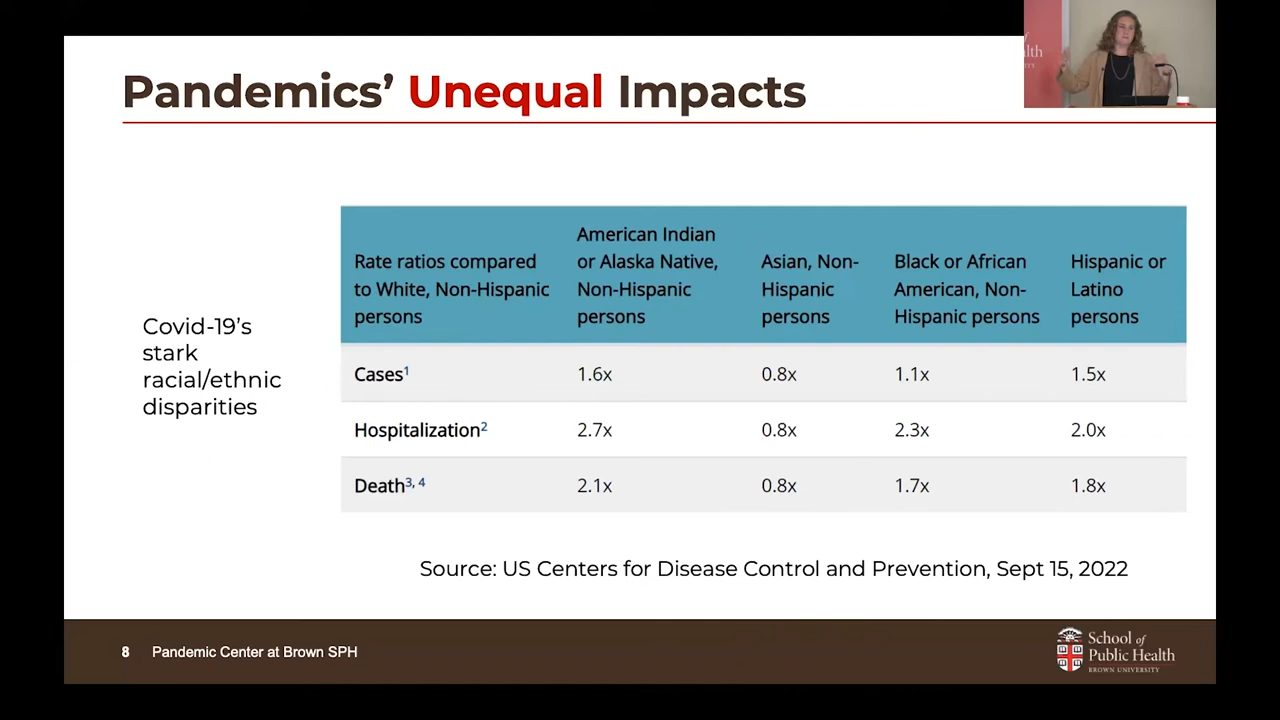 Pandemics’ Unequal Impacts
Covid-19’s
stark
racial/ethnic
disparities
Rate ratios compared
to White, Non-Hispanic
persons
American Indian
or Alaska Native,
Non-Hispanic
persons
Asian, Non-
Hispanic
persons
Black or African
American, Non-
Hispanic persons
Hispanic or
Latino
persons
Cases1 1.6x 0.8x 1.1x 1.5x
Hospitalization2 2.7x 0.8x 2.3x 2.0x
Death3, 4 2.1x 0.8x 1.7x 1.8x
Source: US Centers for Disease Control and Prevention, Sept 15, 2022
8 Pandemic Center at Brown SPH
School of
Public Health
BROWN UNIVERSITY